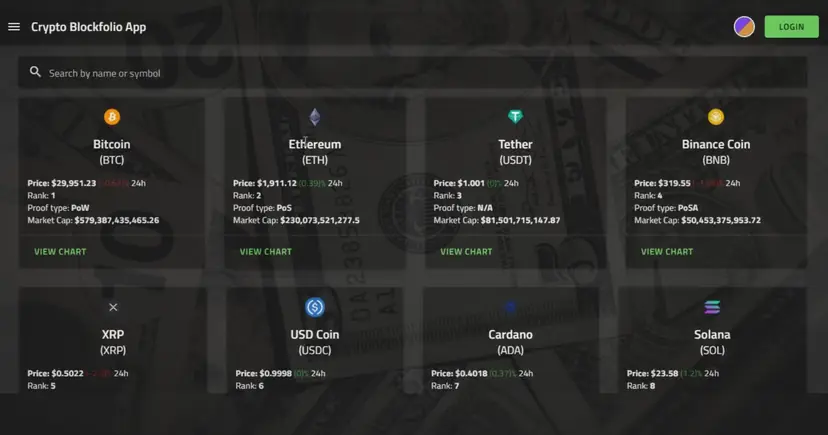 Crypto Blockfolio App
LOGIN
Search by name or symbol
Bitcoin
(BTC)
Price: $29,951.23 24h
Rank: 1
Proof type: PoW
Market Cap: $579,387,435,465.26
VIEW CHART
Ethereum
(ETH)
Price: $1,911.12 (0.39)% 24h
Rank: 2
Proof type: PoS
Market Cap: $230,073,521,277.5
VIEW CHART
Tether
(USDT)
Price: $1.001 (0)% 24h
Rank: 3
Proof type: N/A
Market Cap: $81,501,715,147.87
VIEW CHART
Binance Coin
(BNB)
Price: $319.55 24h
Rank: 4
Proof type: PoSA
Market Cap: $50,453,375,953.72
VIEW CHART
XRP
(XRP)
Price: $0.5022 24h
Rank: 5
USD Coin
(USDC)
Price: $0.9998 (0)% 24h
Rank: 6
Cardano
(ADA)
Price: $0.4018 (0.37)% 24h
Rank: 7
Solana
(SOL)
Price: $23.58 (1.2)% 24h
Rank: 8